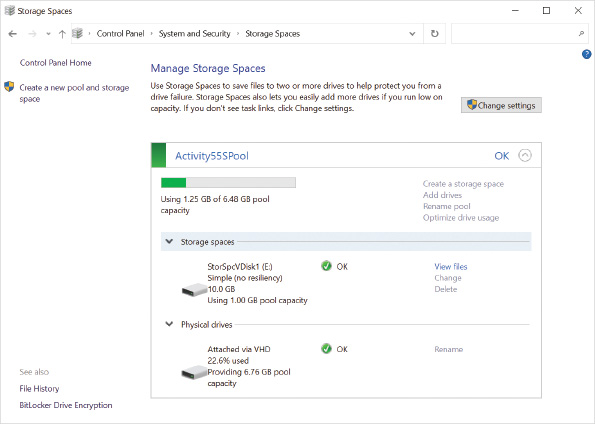 Storage Spaces
Control Panel > System and Security > Storage Spaces
Control Panel Home
Create a new pool and storage
space
Manage Storage Spaces
Use Storage Spaces to save files to two or more drives to help protect you from a
drive failure. Storage Spaces also lets you easily add more drives if you run low on
capacity. If you don't see task links, click Change settings.
Change settings
Activity55SPool OK
Using 1.25 GB of 6.48 GB pool
capacity
Create a storage space
Add drives
Rename pool
Optimize drive usage
Storage spaces
StorSpcVDisk1 (E:)
Simple (no resiliency)
10.0 GB
Using 1.00 GB pool capacity
OK
View files
Change
Delete
Physical drives
Attached via VHD
22.6% used
Providing 6.76 GB pool
capacity
OK
Rename
See also
File History
BitLocker Drive Encryption